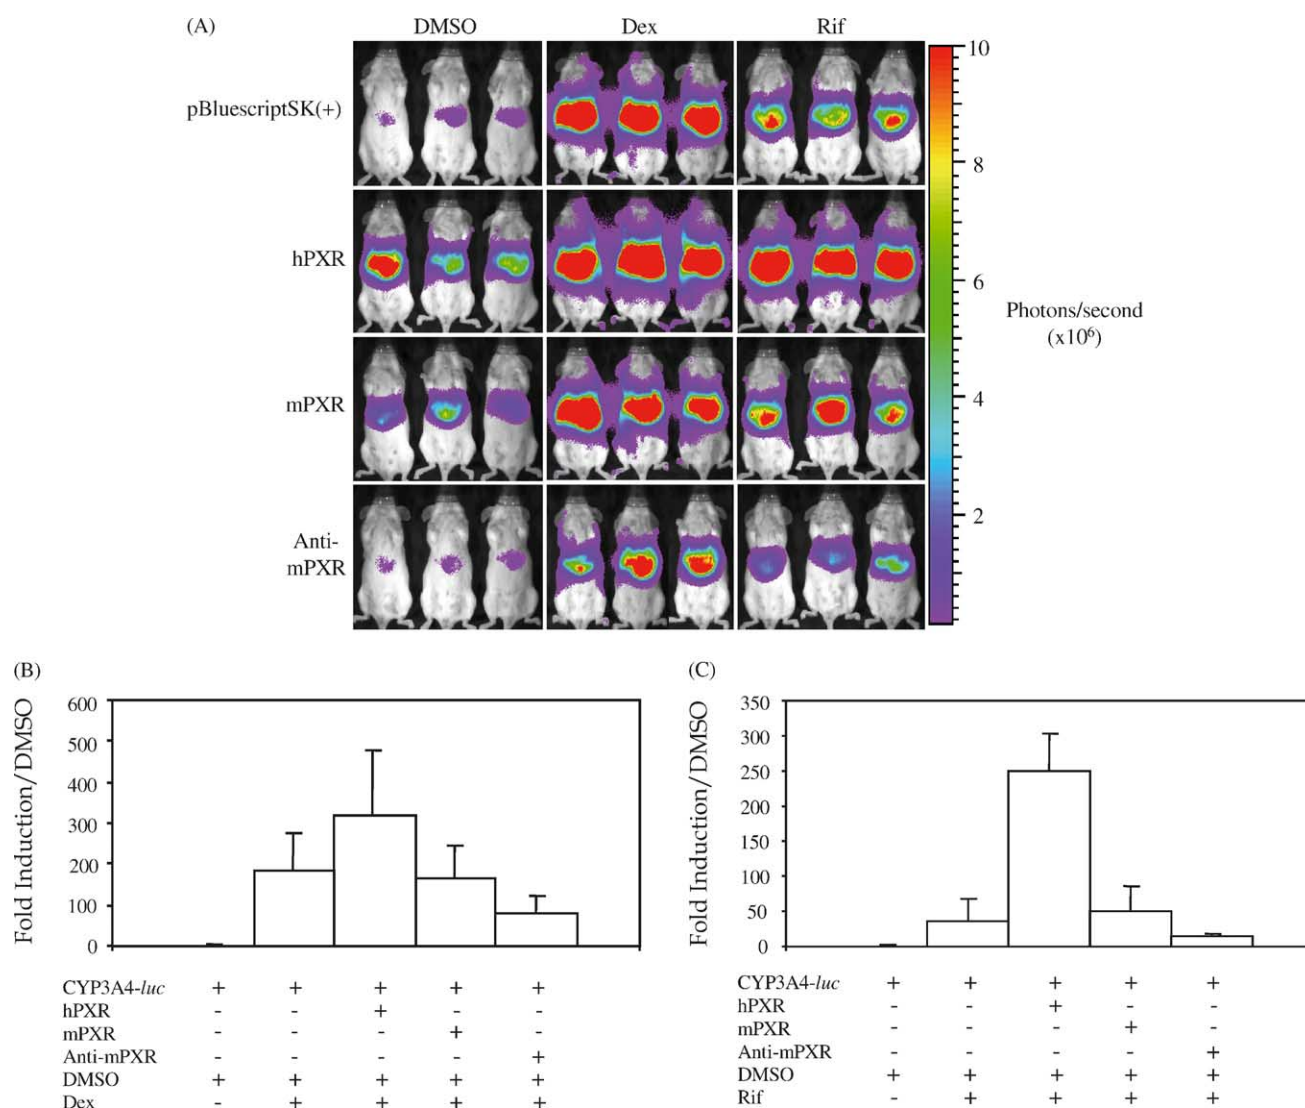 (A)
DMSO Dex Rif
pBluescriptSK(+)
hPXR
mPXR
Anti-
mPXR
10
8
6
4
2
Photons/second
(x10⁶)
(B)
Fold Induction/DMSO
600
500
400
300
200
100
0
CYP3A4-luc + + + + +
hPXR - - + - -
mPXR - - - + -
Anti-mPXR - - - - +
DMSO + + + + +
Dex - + + + +
(C)
Fold Induction/DMSO
350
300
250
200
150
100
50
0
CYP3A4-luc + + + + +
hPXR - - + - -
mPXR - - - + -
Anti-mPXR - - - - +
DMSO + + + + +
Rif - + + + +